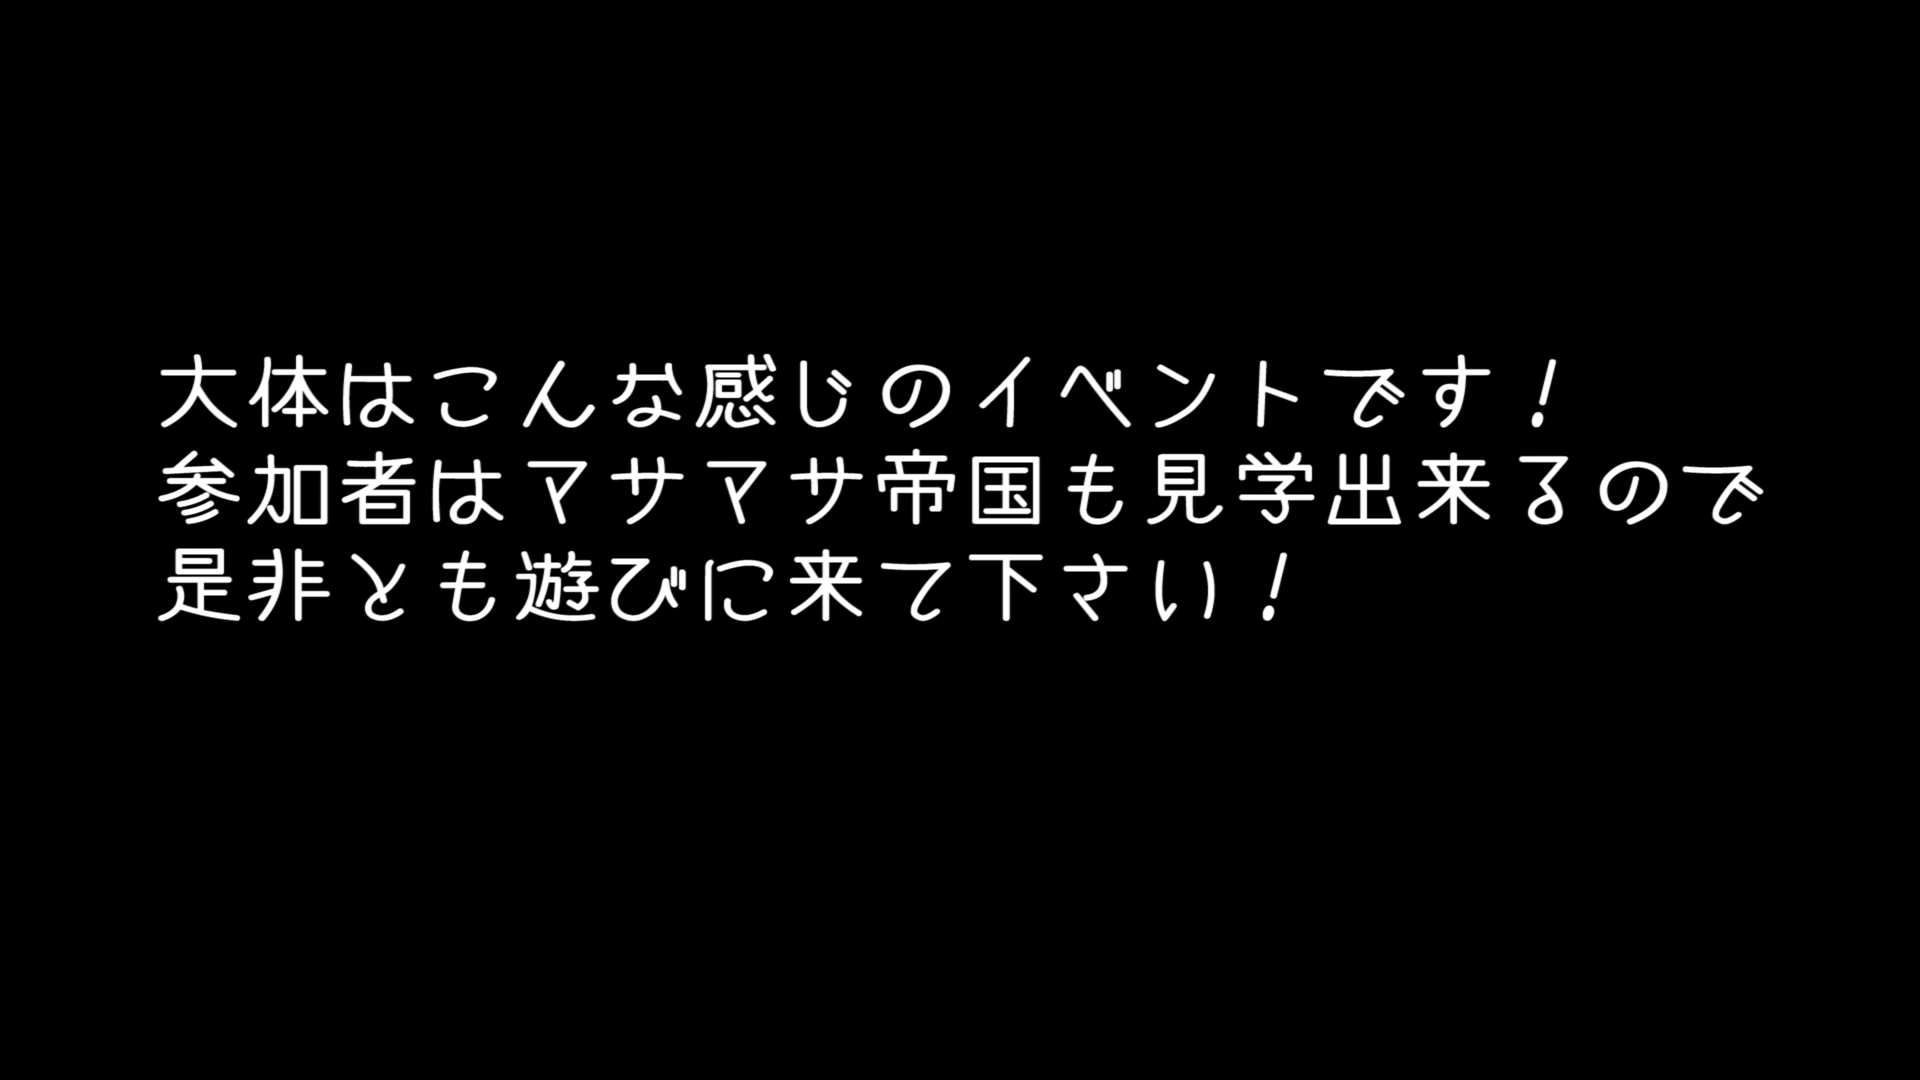 大体はこんな感じのイベントです！
参加者はマサマサ帝国も見学出来るので
是非とも遊びに来て下さい！